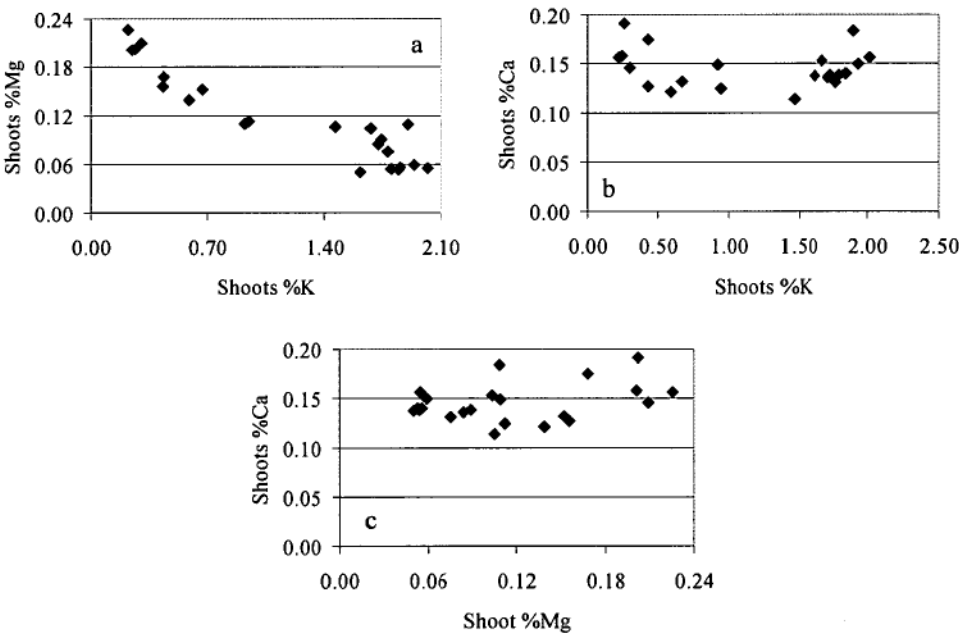 0.24
0.18
0.12
0.06
0.00
Shoots %Mg
a
0.00 0.70 1.40 2.10
Shoots %K
0.20
0.15
0.10
0.05
0.00
Shoots %Ca
b
0.00 0.50 1.00 1.50 2.00 2.50
Shoots %K
0.20
0.15
0.10
0.05
0.00
Shoots %Ca
c
0.00 0.06 0.12 0.18 0.24
Shoot %Mg